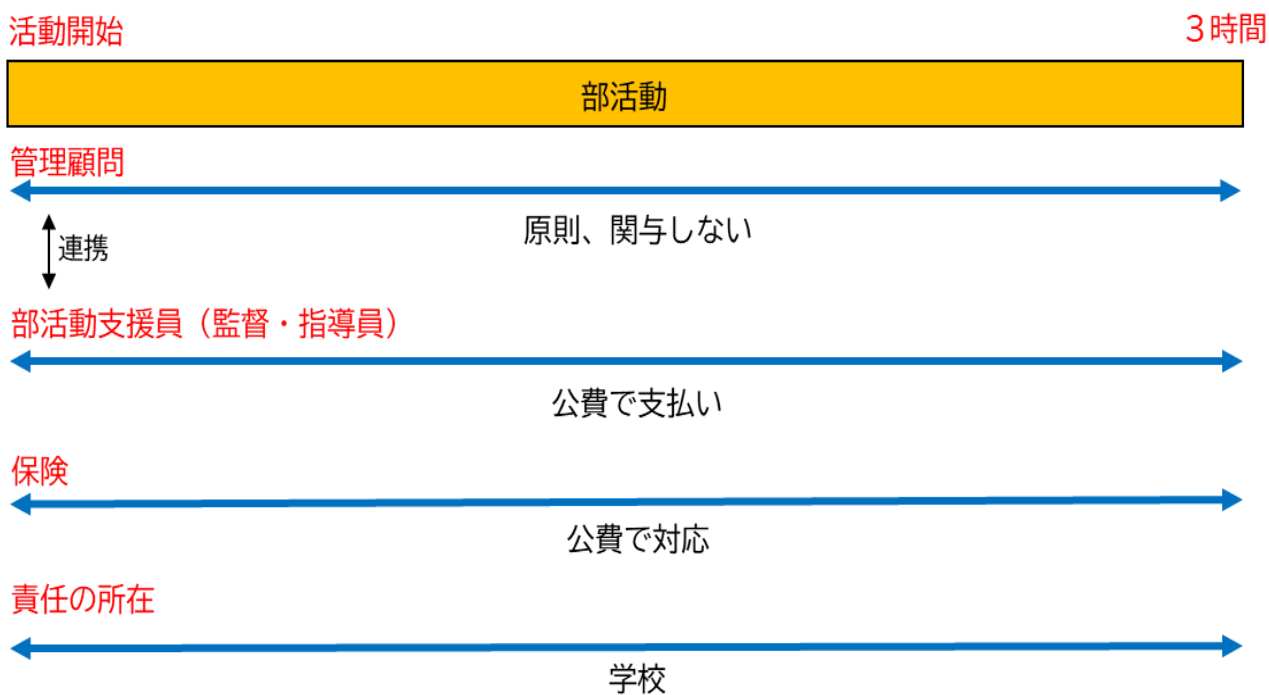 活動開始
３時間
部活動
管理顧問
原則、関与しない
連携
部活動支援員（監督・指導員）
公費で支払い
保険
公費で対応
責任の所在
学校